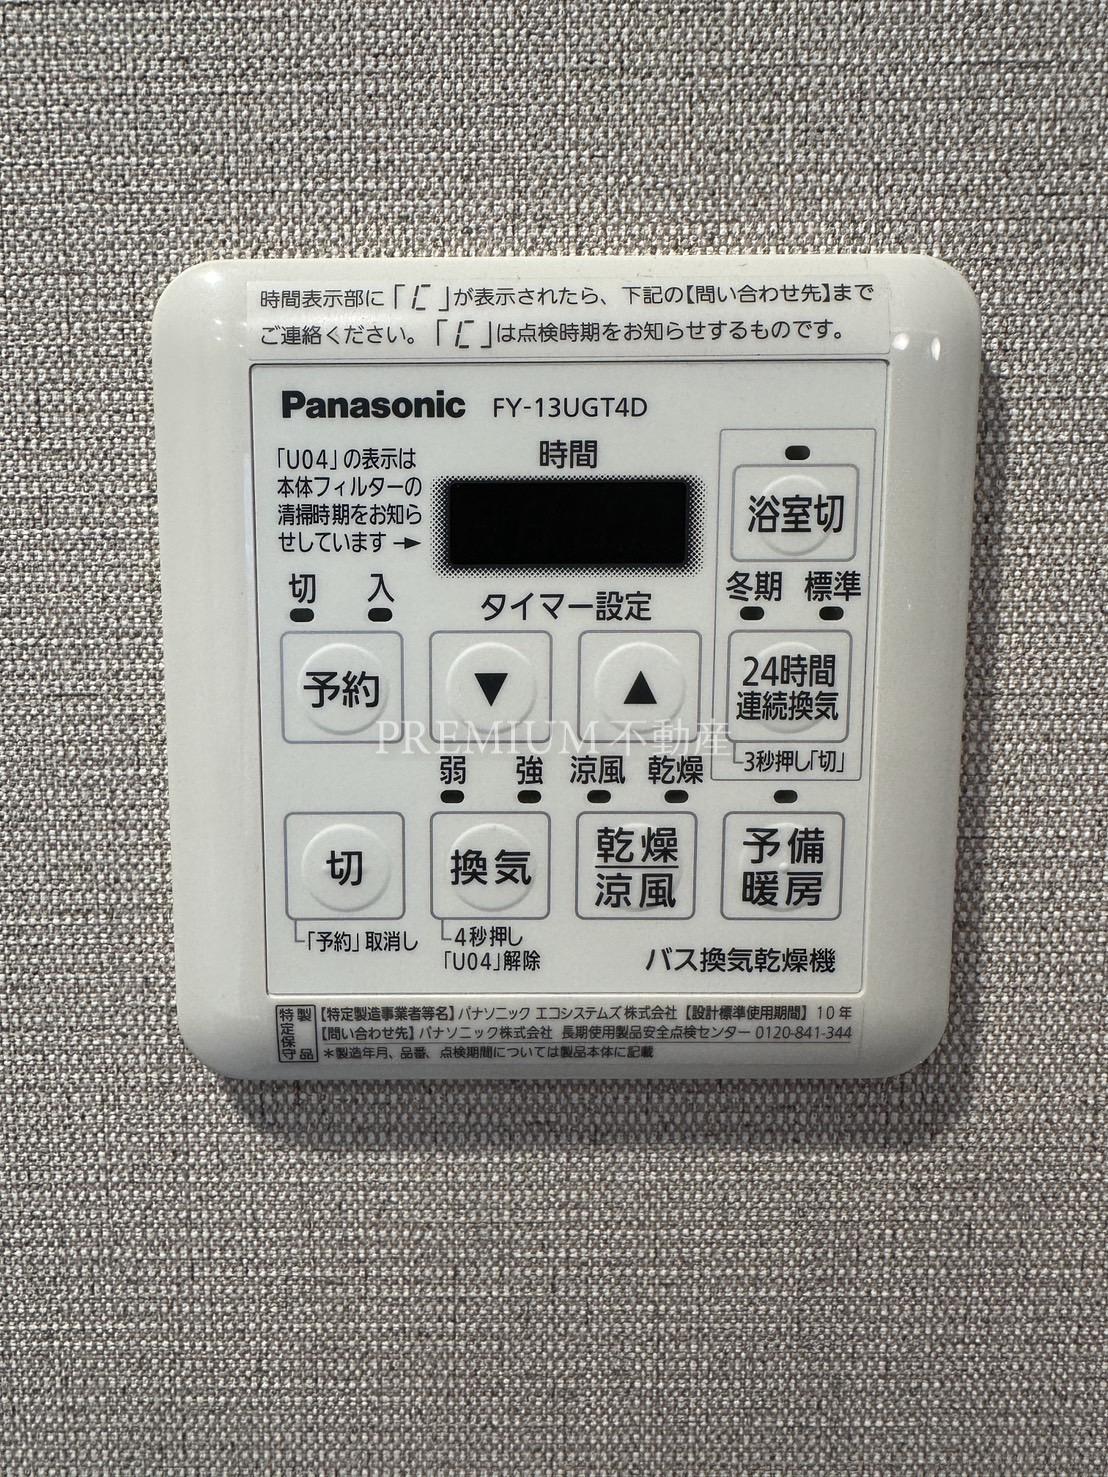 時間表示部に「 」が表示されたら、下記の【問い合わせ先】まで
ご連絡ください。「 」は点検時期をお知らせするものです。
Panasonic FY-13UGT4D
「U04」の表示は
本体フィルターの
清掃時期をお知ら
せしています→
時間
浴室切
切 入
タイマー設定
冬期 標準
予約
▼
▲
24時間
連続換気
3秒押し「切」
PREMIUM不動産
弱 強 涼風 乾燥
切
換気
乾燥
涼風
予備
暖房
「予約」取消し
4秒押し
「U04」解除
バス換気乾燥機
特定保守製品
【特定製造事業者等名】パナソニック エコシステムズ株式会社【設計標準使用期間】10年
【問い合わせ先】パナソニック株式会社 長期使用製品安全点検センター 0120-841-344
*製造年月、品番、点検期間については製品本体に記載